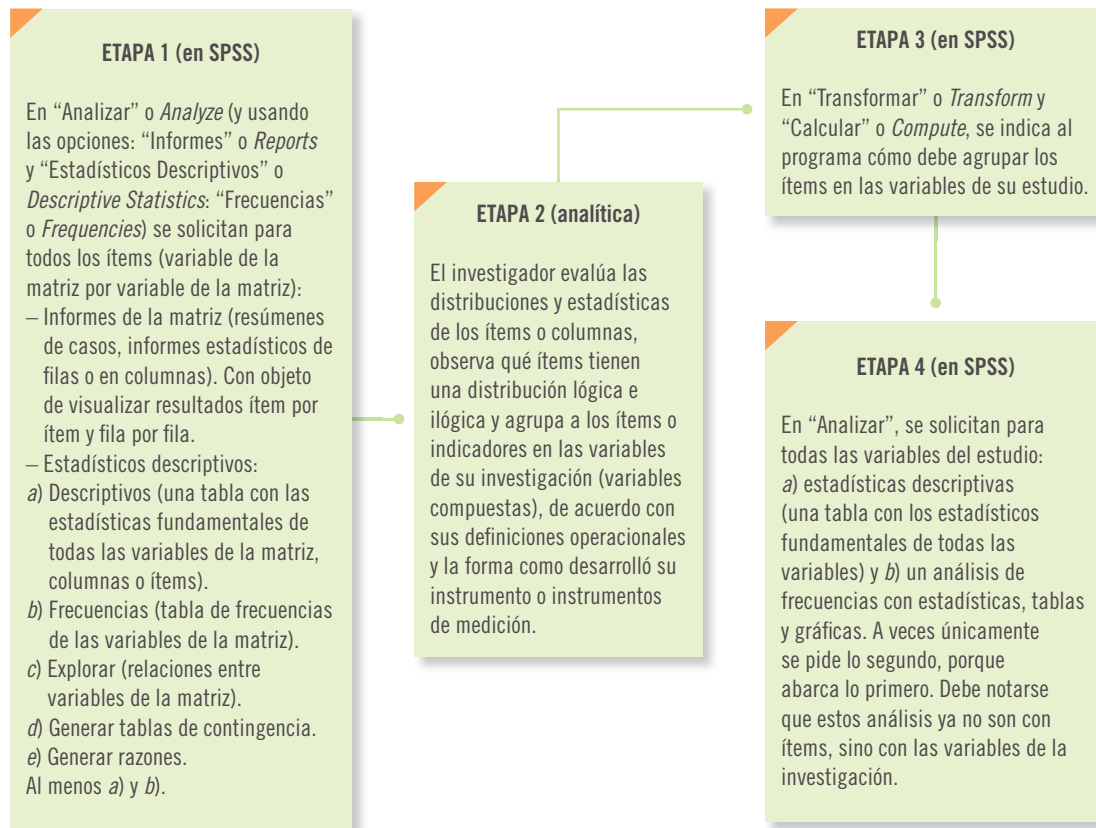 ETAPA 1 (en SPSS)
En “Analizar” o Analyze (y usando
las opciones: “Informes” o Reports
y “Estadísticos Descriptivos” o
Descriptive Statistics: “Frecuencias”
o Frequencies) se solicitan para
todos los ítems (variable de la
matriz por variable de la matriz):
– Informes de la matriz (resúmenes
de casos, informes estadísticos de
filas o en columnas). Con objeto
de visualizar resultados ítem por
ítem y fila por fila.
– Estadísticos descriptivos:
a) Descriptivos (una tabla con las
estadísticas fundamentales de
todas las variables de la matriz,
columnas o ítems).
b) Frecuencias (tabla de frecuencias
de las variables de la matriz).
c) Explorar (relaciones entre
variables de la matriz).
d) Generar tablas de contingencia.
e) Generar razones.
Al menos a) y b).
ETAPA 2 (analítica)
El investigador evalúa las
distribuciones y estadísticas
de los ítems o columnas,
observa qué ítems tienen
una distribución lógica e
ilógica y agrupa a los ítems o
indicadores en las variables
de su investigación (variables
compuestas), de acuerdo con
sus definiciones operacionales
y la forma como desarrolló su
instrumento o instrumentos
de medición.
ETAPA 3 (en SPSS)
En “Transformar” o Transform y
“Calcular” o Compute, se indica al
programa cómo debe agrupar los
ítems en las variables de su estudio.
ETAPA 4 (en SPSS)
En “Analizar”, se solicitan para
todas las variables del estudio:
a) estadísticas descriptivas
(una tabla con los estadísticos
fundamentales de todas las
variables) y b) un análisis de
frecuencias con estadísticas, tablas
y gráficas. A veces únicamente
se pide lo segundo, porque
abarca lo primero. Debe notarse
que estos análisis ya no son con
ítems, sino con las variables de la
investigación.